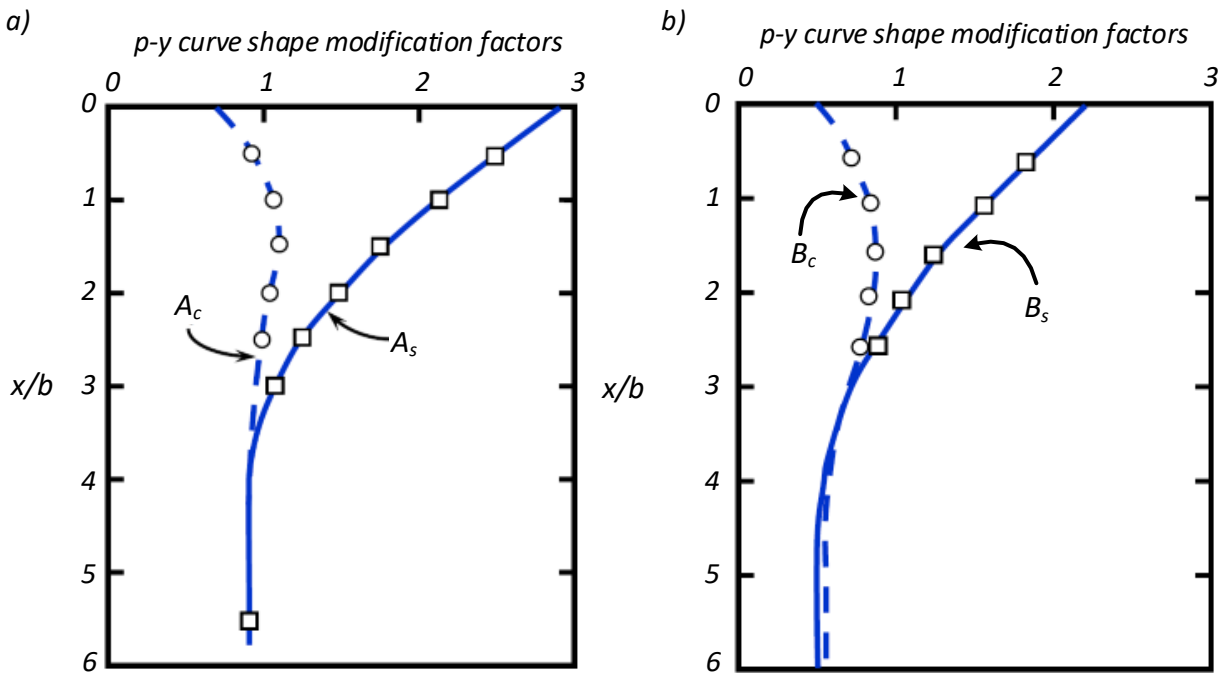 a)
p-y curve shape modification factors
0 1 2 3
0
1
2
3
4
5
6
x/b
A_c
A_s
b)
p-y curve shape modification factors
0 1 2 3
0
1
2
3
4
5
6
x/b
B_c
B_s